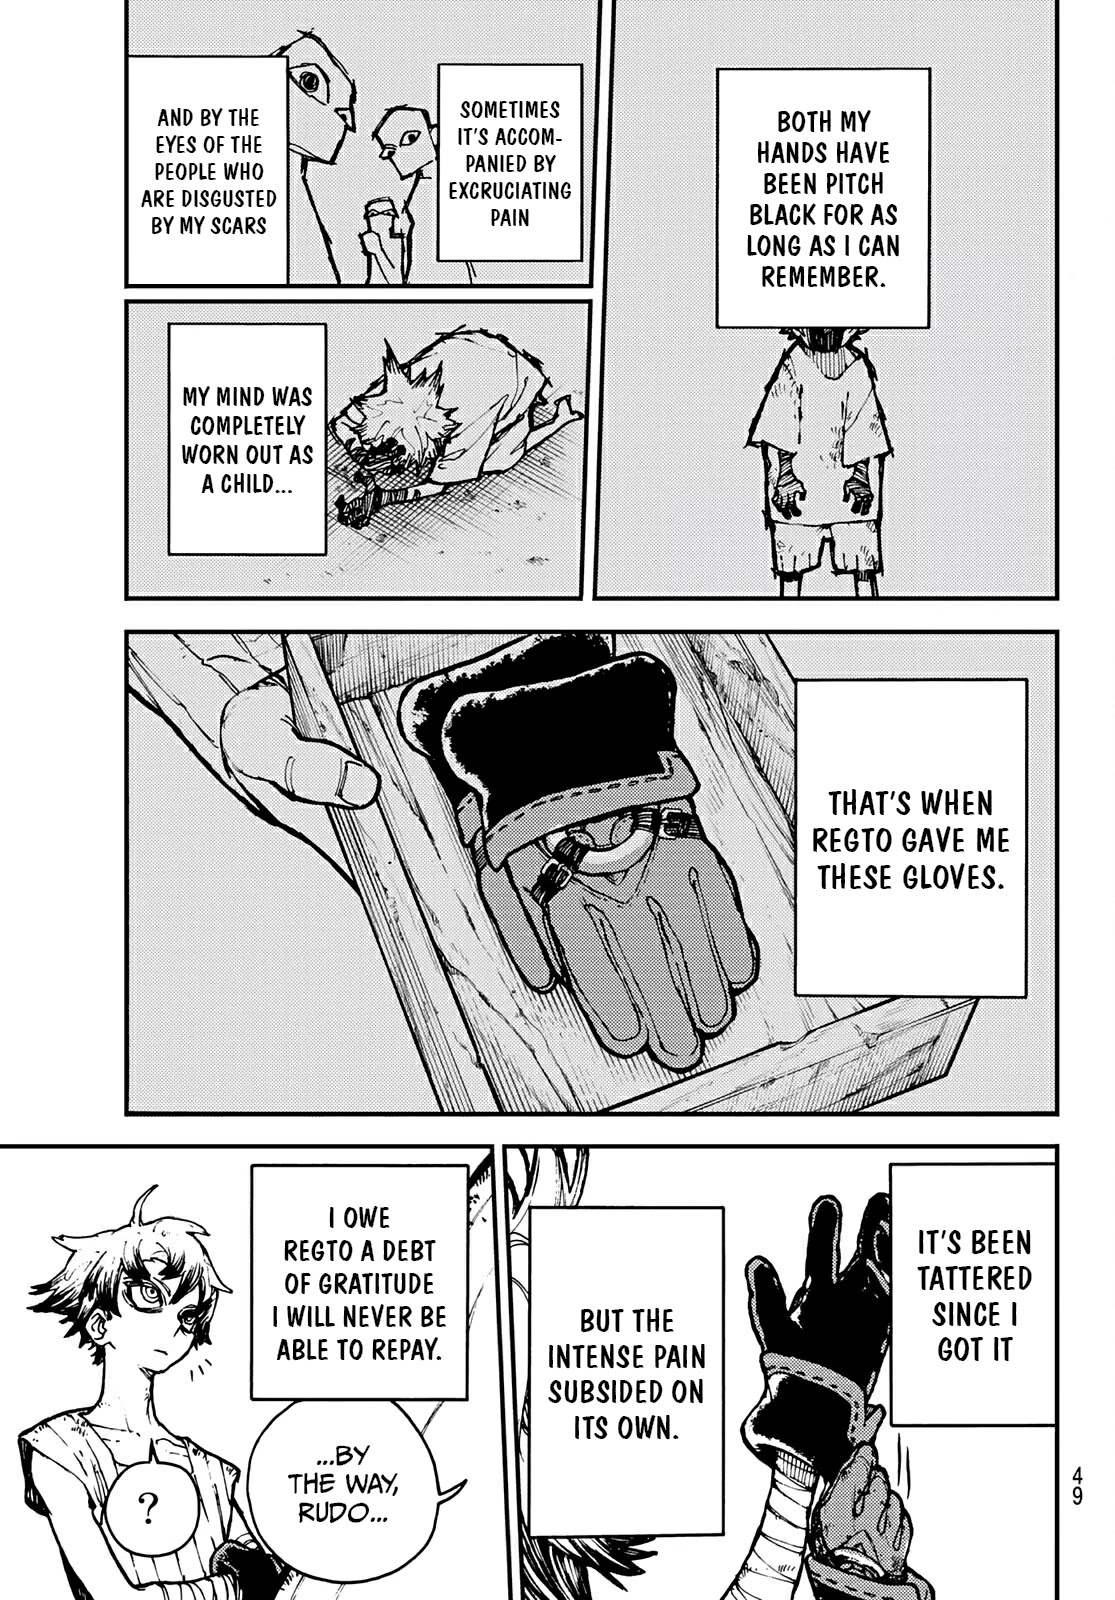 BOTH MY
HANDS HAVE
BEEN PITCH
BLACK FOR AS
LONG AS I CAN
REMEMBER.
SOMETIMES
IT'S ACCOM-
PANIED BY
EXCRUCIATING
PAIN
AND BY THE
EYES OF THE
PEOPLE WHO
ARE DISGUSTED
BY MY SCARS
MY MIND WAS
COMPLETELY
WORN OUT AS
A CHILD...
THAT'S WHEN
REGTO GAVE ME
THESE GLOVES.
IT'S BEEN
TATTERED
SINCE I
GOT IT
BUT THE
INTENSE PAIN
SUBSIDED ON
ITS OWN.
I OWE
REGTO A DEBT
OF GRATITUDE
I WILL NEVER BE
ABLE TO REPAY.
...BY
THE WAY,
RUDO...
?
49